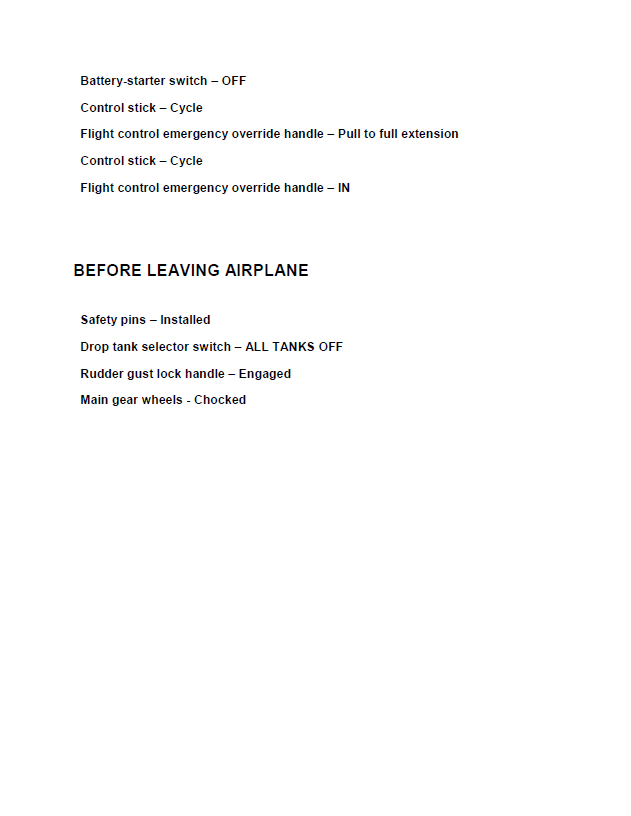 Battery-starter switch – OFF
Control stick – Cycle
Flight control emergency override handle – Pull to full extension
Control stick – Cycle
Flight control emergency override handle – IN
BEFORE LEAVING AIRPLANE
Safety pins – Installed
Drop tank selector switch – ALL TANKS OFF
Rudder gust lock handle – Engaged
Main gear wheels - Chocked